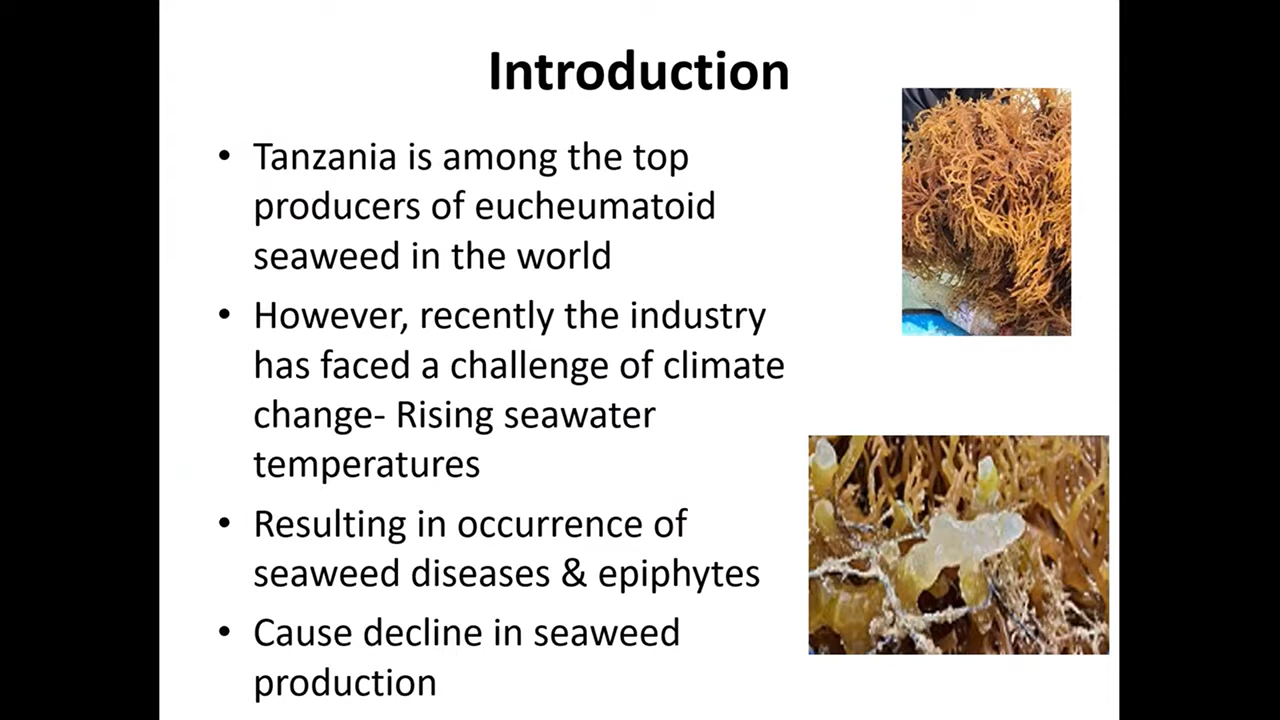 Introduction
• Tanzania is among the top
producers of eucheumatoid
seaweed in the world
• However, recently the industry
has faced a challenge of climate
change- Rising seawater
temperatures
• Resulting in occurrence of
seaweed diseases & epiphytes
• Cause decline in seaweed
production